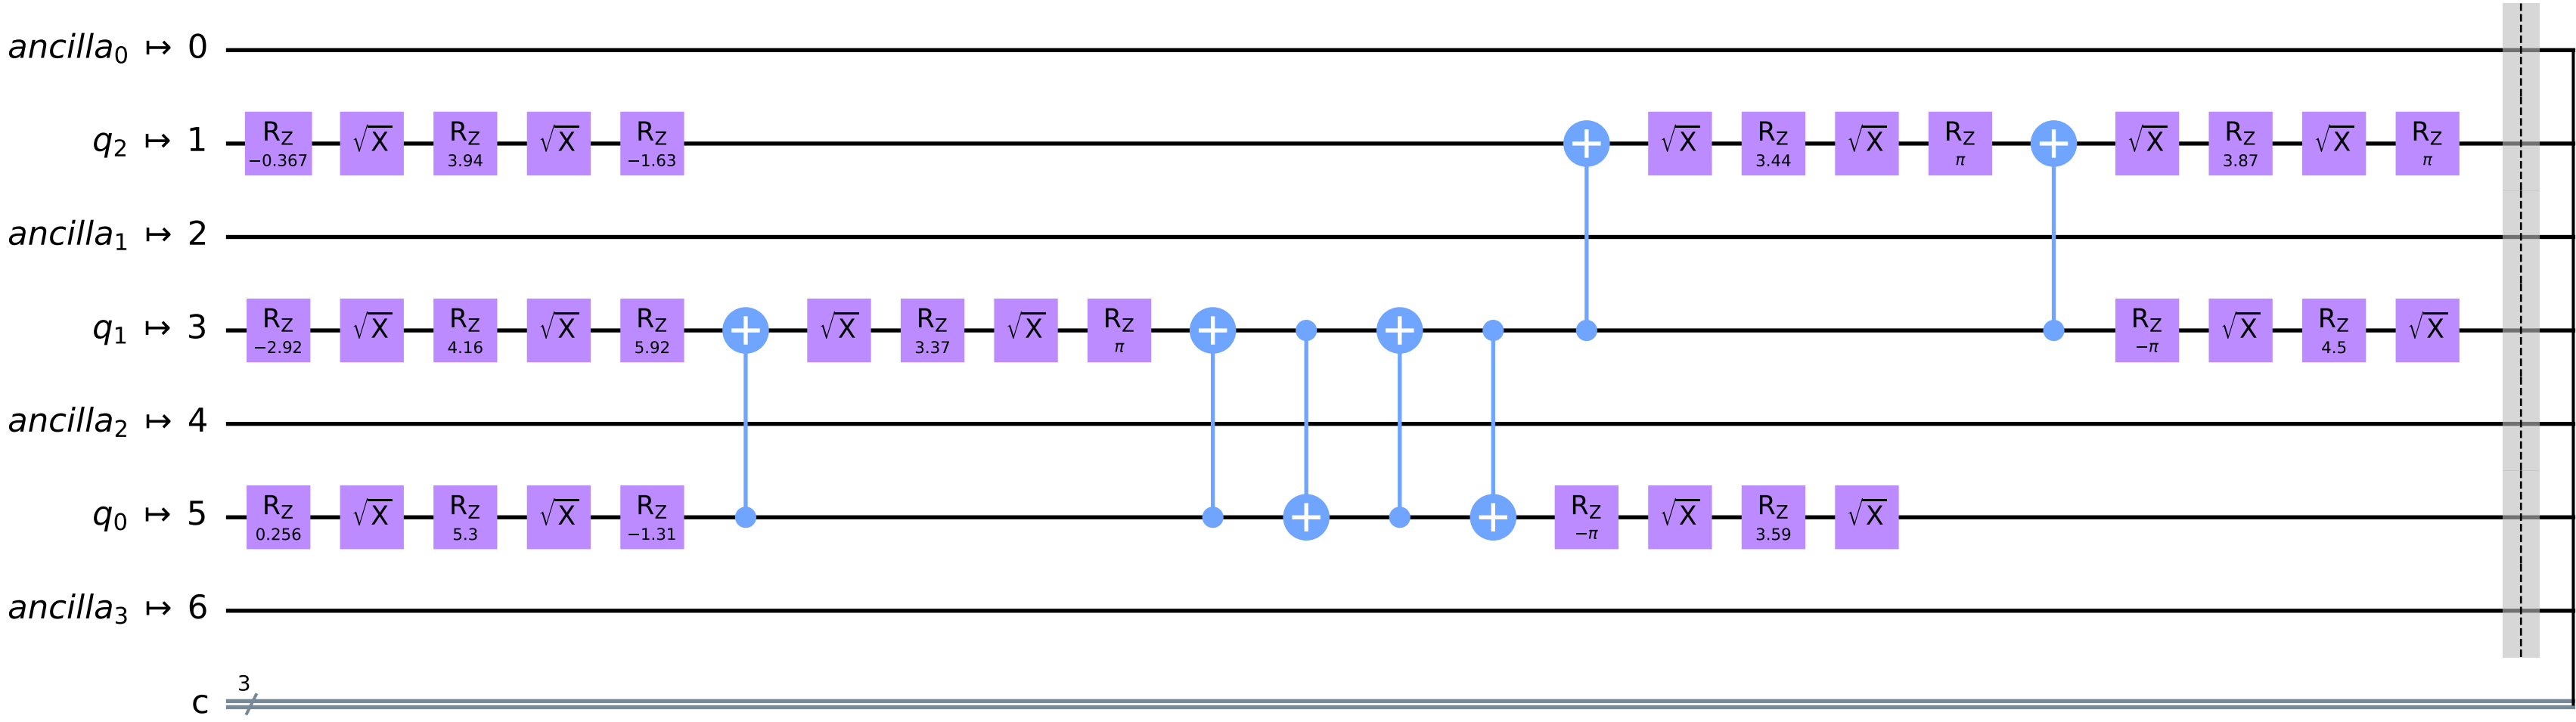 ancilla₀ ↦ 0
q₂ ↦ 1 R_Z −0.367 √X R_Z 3.94 √X R_Z −1.63 √X R_Z 3.44 √X R_Z π √X R_Z 3.87 √X R_Z π
ancilla₁ ↦ 2
q₁ ↦ 3 R_Z −2.92 √X R_Z 4.16 √X R_Z 5.92 √X R_Z 3.37 √X R_Z π R_Z −π √X R_Z 4.5 √X
ancilla₂ ↦ 4
q₀ ↦ 5 R_Z 0.256 √X R_Z 5.3 √X R_Z −1.31 R_Z −π √X R_Z 3.59 √X
ancilla₃ ↦ 6
c 3